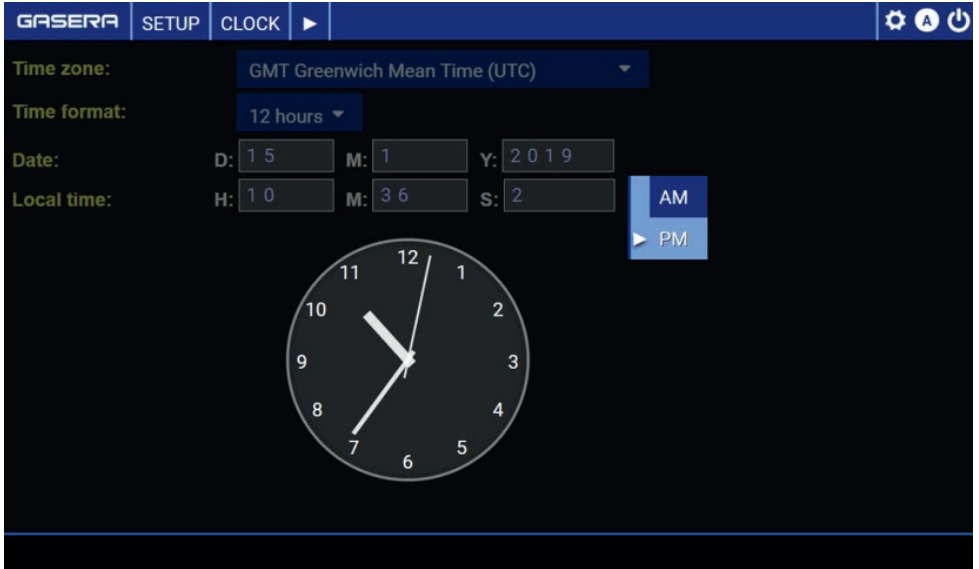 GASERA SETUP CLOCK ► A
Time zone: GMT Greenwich Mean Time (UTC)
Time format: 12 hours
Date: D: 15 M: 1 Y: 2019
Local time: H: 10 M: 36 S: 2
AM
► PM
12
11 1
10 2
9 3
8 4
7 5
6